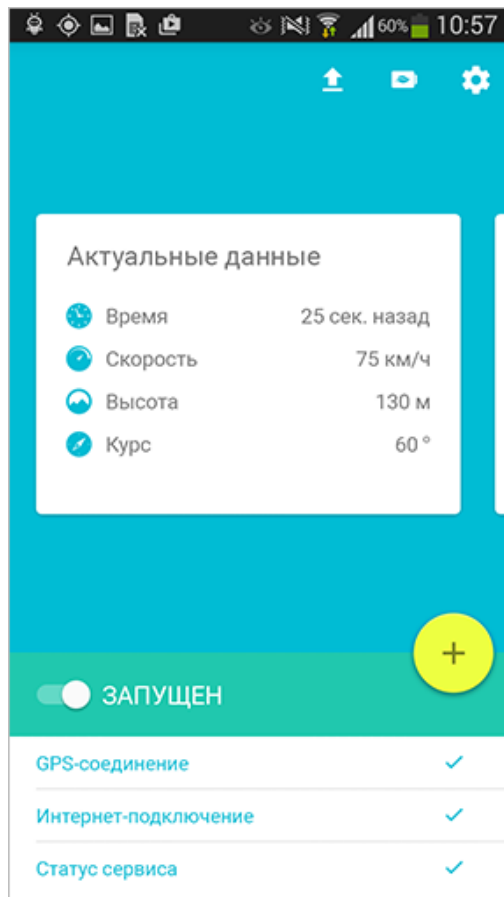 60% 10:57
Актуальные данные
Время 25 сек. назад
Скорость 75 км/ч
Высота 130 м
Курс 60 °
+
ЗАПУЩЕН
GPS-соединение
Интернет-подключение
Статус сервиса